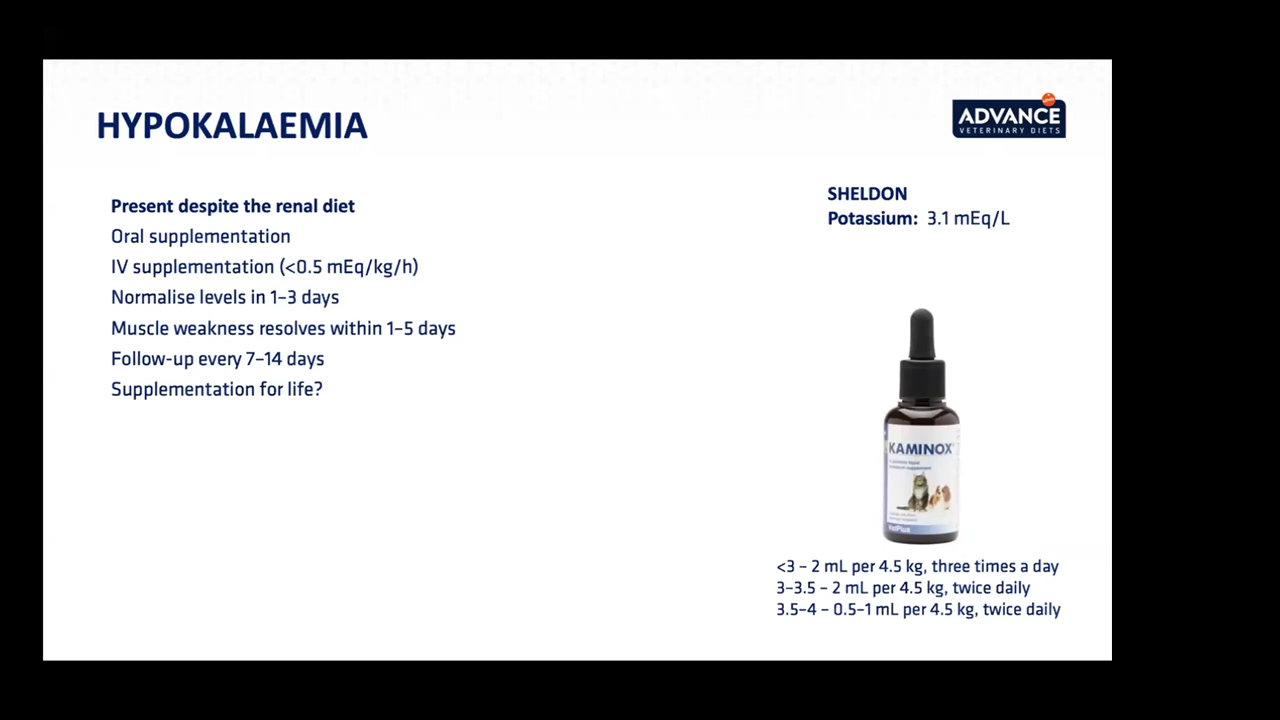 HYPOKALAEMIA
ADVANCE
VETERINARY DIETS
Present despite the renal diet
Oral supplementation
IV supplementation (<0.5 mEq/kg/h)
Normalise levels in 1–3 days
Muscle weakness resolves within 1–5 days
Follow-up every 7–14 days
Supplementation for life?
SHELDON
Potassium: 3.1 mEq/L
KAMINOX
VetPlus
<3 – 2 mL per 4.5 kg, three times a day
3–3.5 – 2 mL per 4.5 kg, twice daily
3.5–4 – 0.5–1 mL per 4.5 kg, twice daily